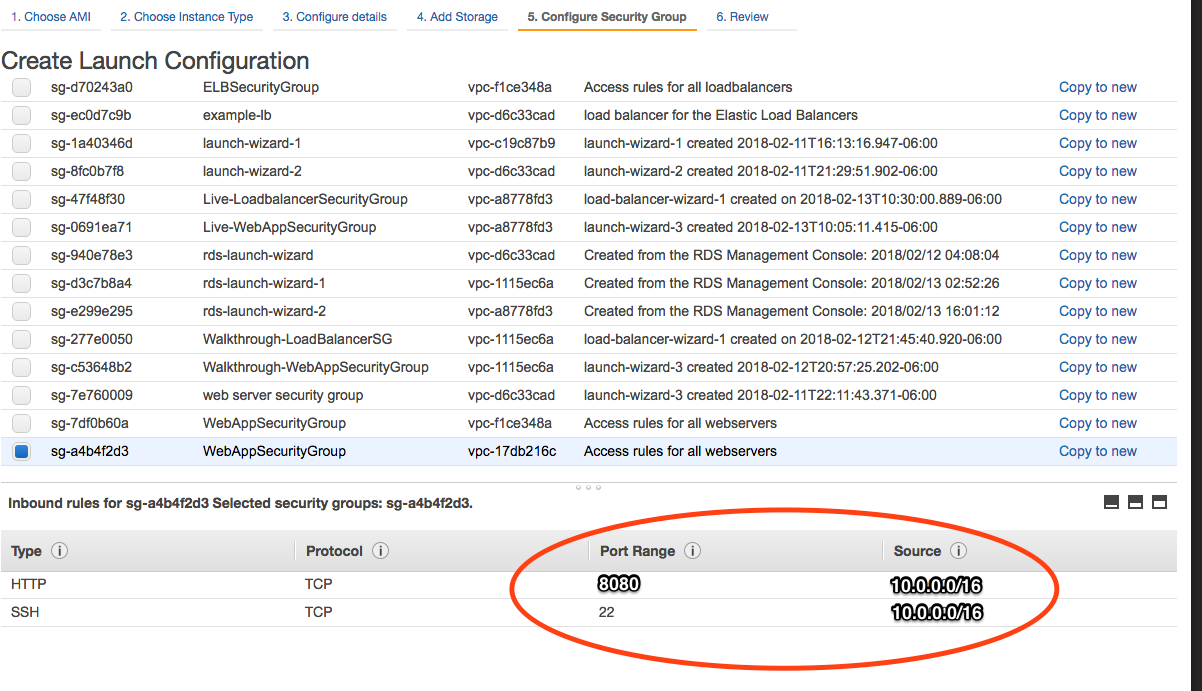 1. Choose AMI 2. Choose Instance Type 3. Configure details 4. Add Storage 5. Configure Security Group 6. Review
Create Launch Configuration
sg-d70243a0 ELBSecurityGroup vpc-f1ce348a Access rules for all loadbalancers Copy to new
sg-ec0d7c9b example-lb vpc-d6c33cad load balancer for the Elastic Load Balancers Copy to new
sg-1a40346d launch-wizard-1 vpc-c19c87b9 launch-wizard-1 created 2018-02-11T16:13:16.947-06:00 Copy to new
sg-8fc0b7f8 launch-wizard-2 vpc-d6c33cad launch-wizard-2 created 2018-02-11T21:29:51.902-06:00 Copy to new
sg-47f48f30 Live-LoadbalancerSecurityGroup vpc-a8778fd3 load-balancer-wizard-1 created on 2018-02-13T10:30:00.889-06:00 Copy to new
sg-0691ea71 Live-WebAppSecurityGroup vpc-a8778fd3 launch-wizard-3 created 2018-02-13T10:05:11.415-06:00 Copy to new
sg-940e78e3 rds-launch-wizard vpc-d6c33cad Created from the RDS Management Console: 2018/02/12 04:08:04 Copy to new
sg-d3c7b8a4 rds-launch-wizard-1 vpc-1115ec6a Created from the RDS Management Console: 2018/02/13 02:52:26 Copy to new
sg-e299e295 rds-launch-wizard-2 vpc-a8778fd3 Created from the RDS Management Console: 2018/02/13 16:01:12 Copy to new
sg-277e0050 Walkthrough-LoadBalancerSG vpc-1115ec6a load-balancer-wizard-1 created on 2018-02-12T21:45:40.920-06:00 Copy to new
sg-c53648b2 Walkthrough-WebAppSecurityGroup vpc-1115ec6a launch-wizard-3 created 2018-02-12T20:57:25.202-06:00 Copy to new
sg-7e760009 web server security group vpc-d6c33cad launch-wizard-3 created 2018-02-11T22:11:43.371-06:00 Copy to new
sg-7df0b60a WebAppSecurityGroup vpc-f1ce348a Access rules for all webservers Copy to new
sg-a4b4f2d3 WebAppSecurityGroup vpc-17db216c Access rules for all webservers Copy to new
Inbound rules for sg-a4b4f2d3 Selected security groups: sg-a4b4f2d3.
Type Protocol Port Range Source
HTTP TCP 8080 10.0.0.0/16
SSH TCP 22 10.0.0.0/16